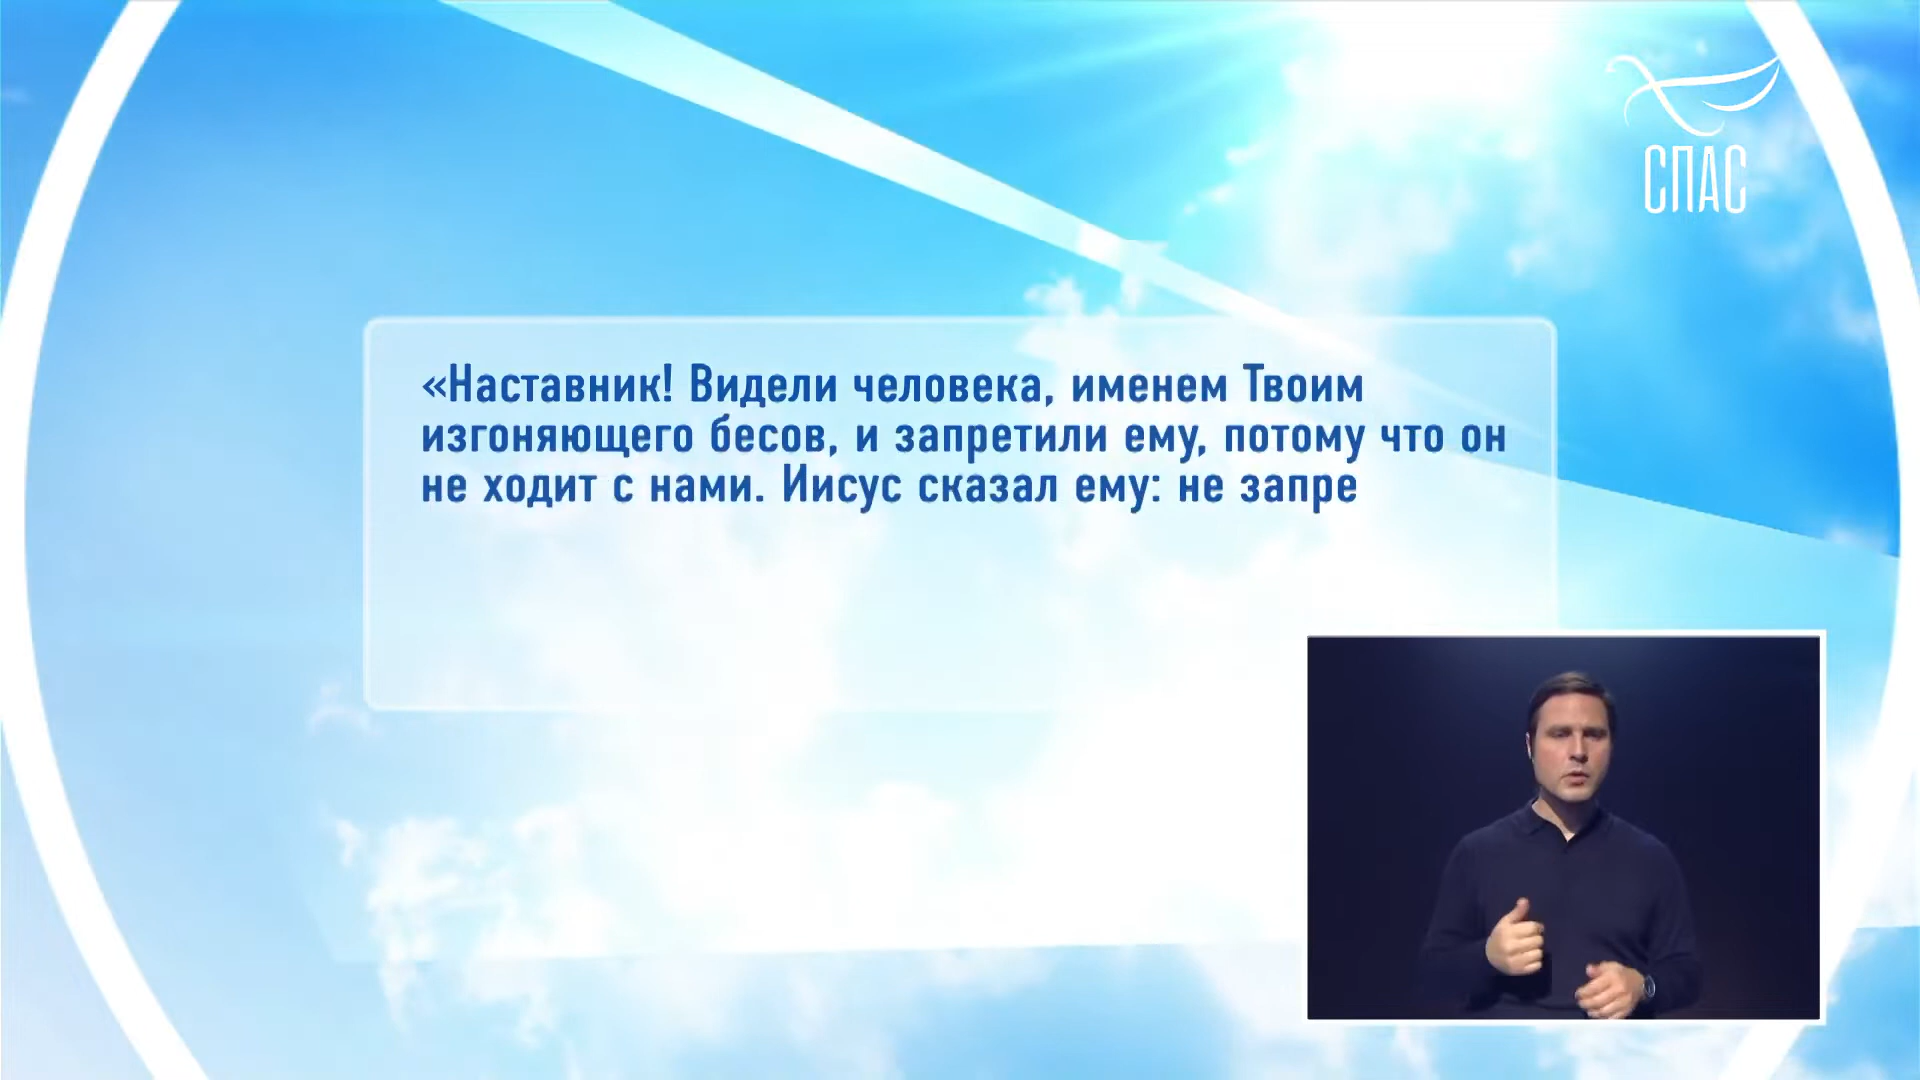 СПАС
«Наставник! Видели человека, именем Твоим
изгоняющего бесов, и запретили ему, потому что он
не ходит с нами. Иисус сказал ему: не запре